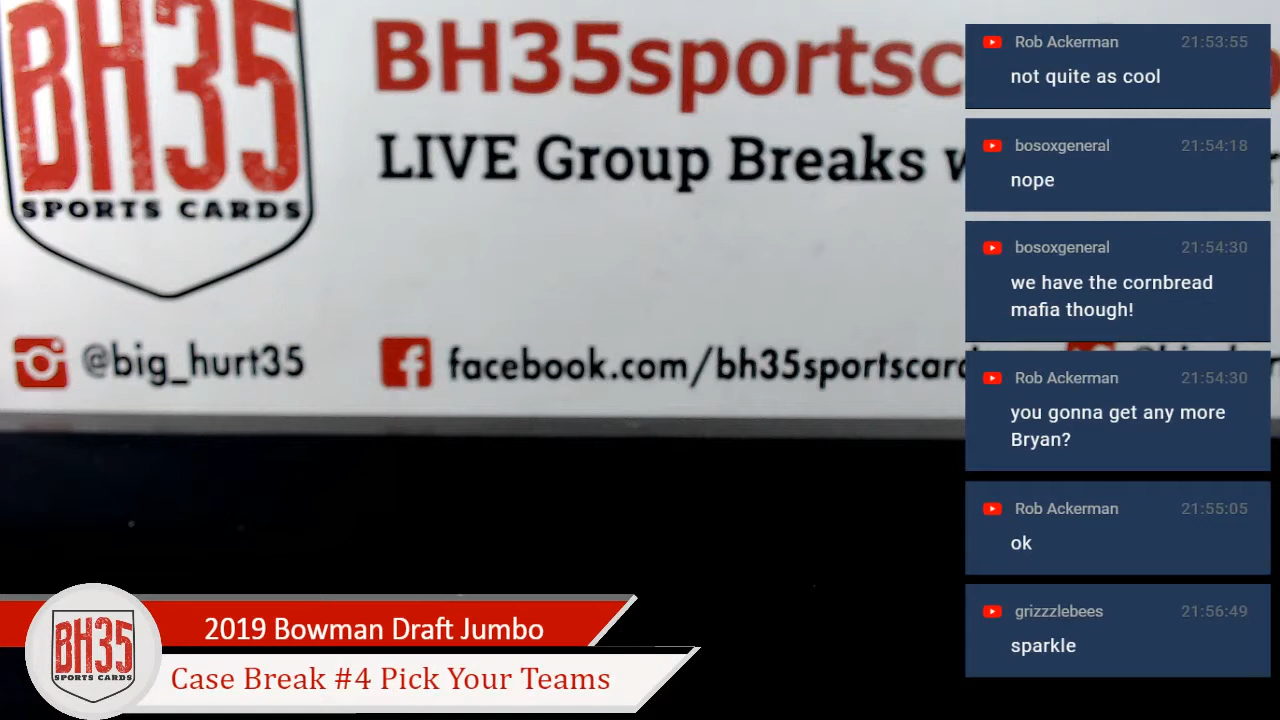 BH35
SPORTS CARDS
BH35sportsc
LIVE Group Breaks
@big_hurt35
facebook.com/bh35sportscard
Rob Ackerman 21:53:55
not quite as cool
bosoxgeneral 21:54:18
nope
bosoxgeneral 21:54:30
we have the cornbread
mafia though!
Rob Ackerman 21:54:30
you gonna get any more
Bryan?
Rob Ackerman 21:55:05
ok
grizzzlebees 21:56:49
sparkle
BH35
SPORTS CARDS
2019 Bowman Draft Jumbo
Case Break #4 Pick Your Teams